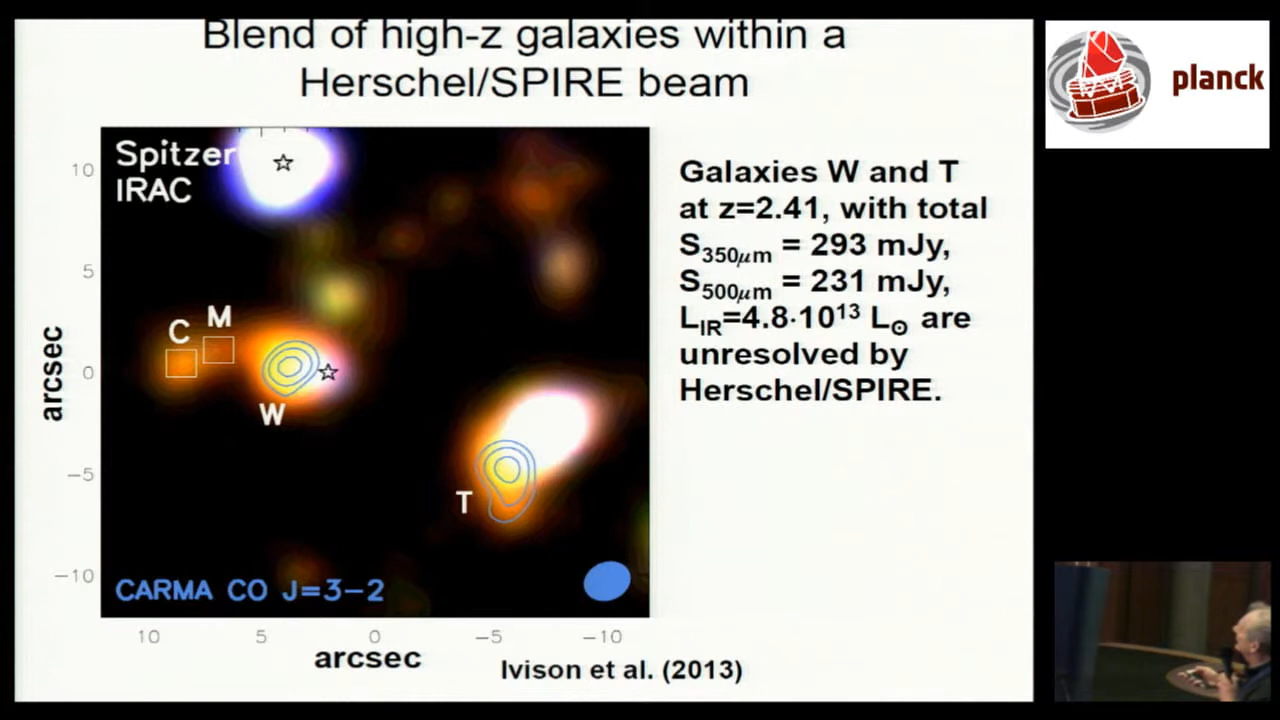 Blend of high-z galaxies within a
Herschel/SPIRE beam
planck
Spitzer
IRAC
C
M
W
T
CARMA CO J=3-2
10
5
0
−5
−10
arcsec
10
5
0
−5
−10
arcsec
Ivison et al. (2013)
Galaxies W and T
at z=2.41, with total
S350μm = 293 mJy,
S500μm = 231 mJy,
LIR=4.8·10¹³ L⊙ are
unresolved by
Herschel/SPIRE.